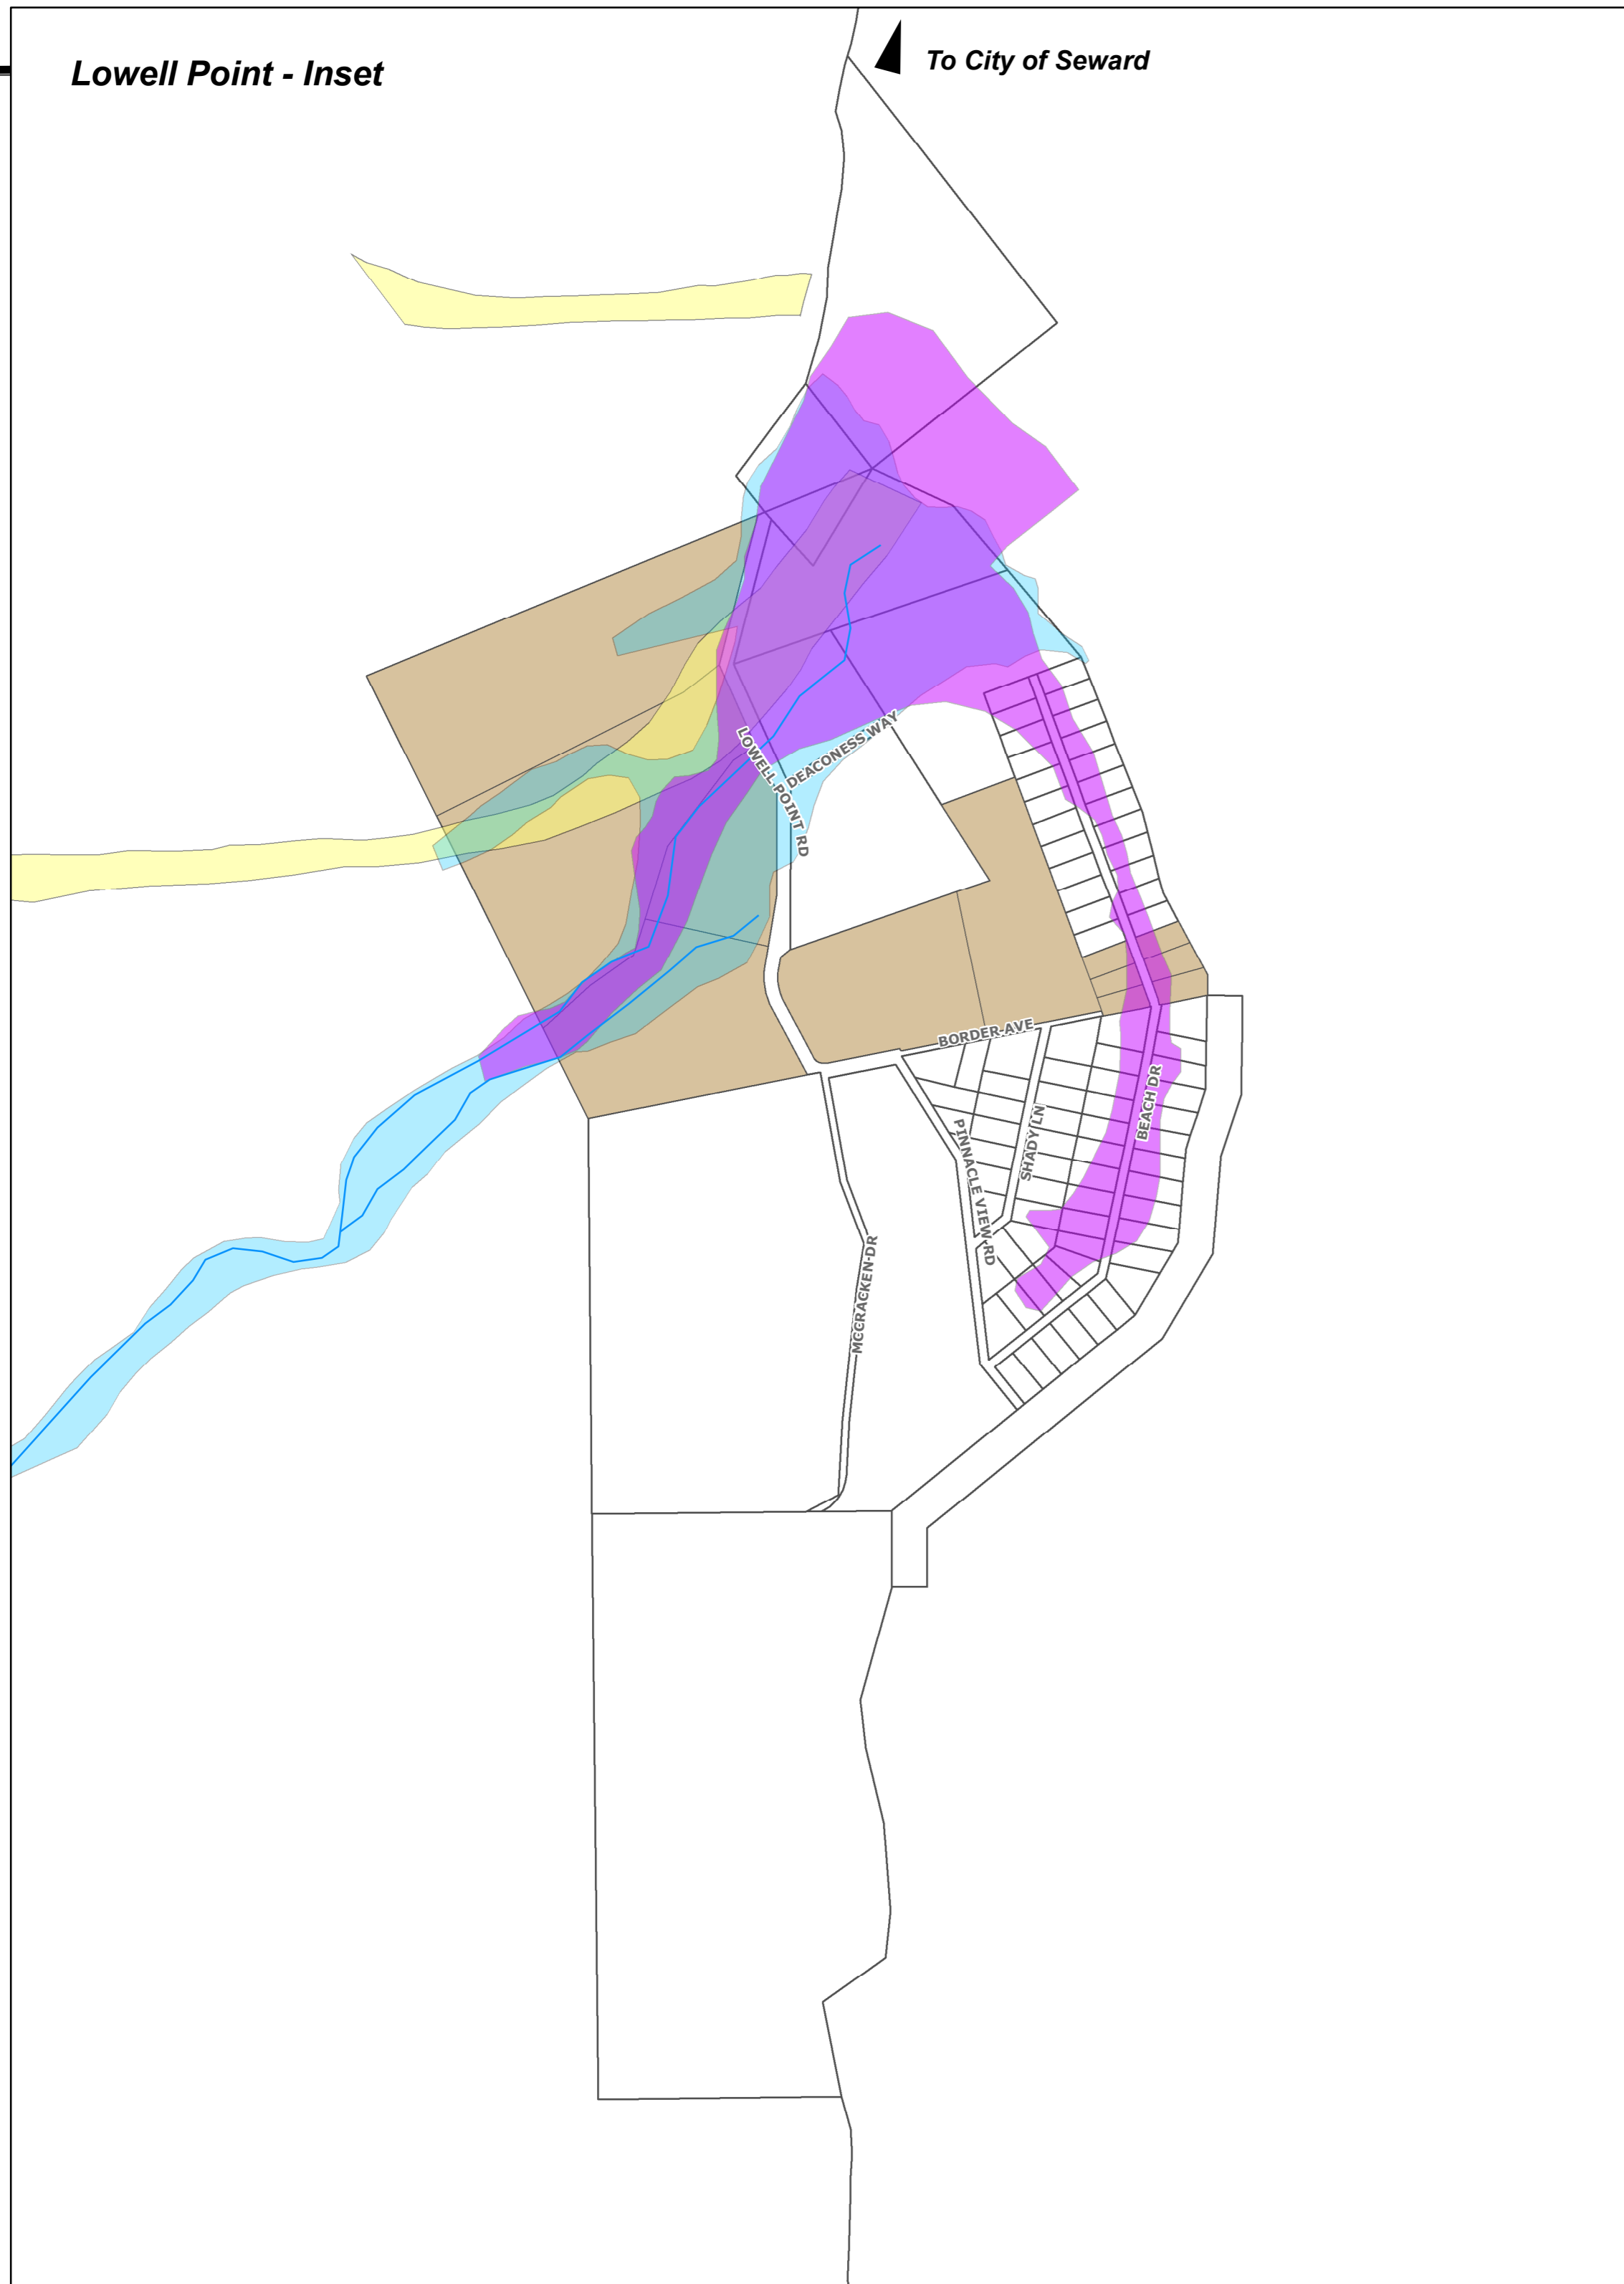 Lowell Point - Inset
To City of Seward
LOWELL POINT RD
DEACONESS WAY
BORDER AVE
BEACH DR
SHADY LN
PINNACLE VIEW RD
MCCRACKEN DR